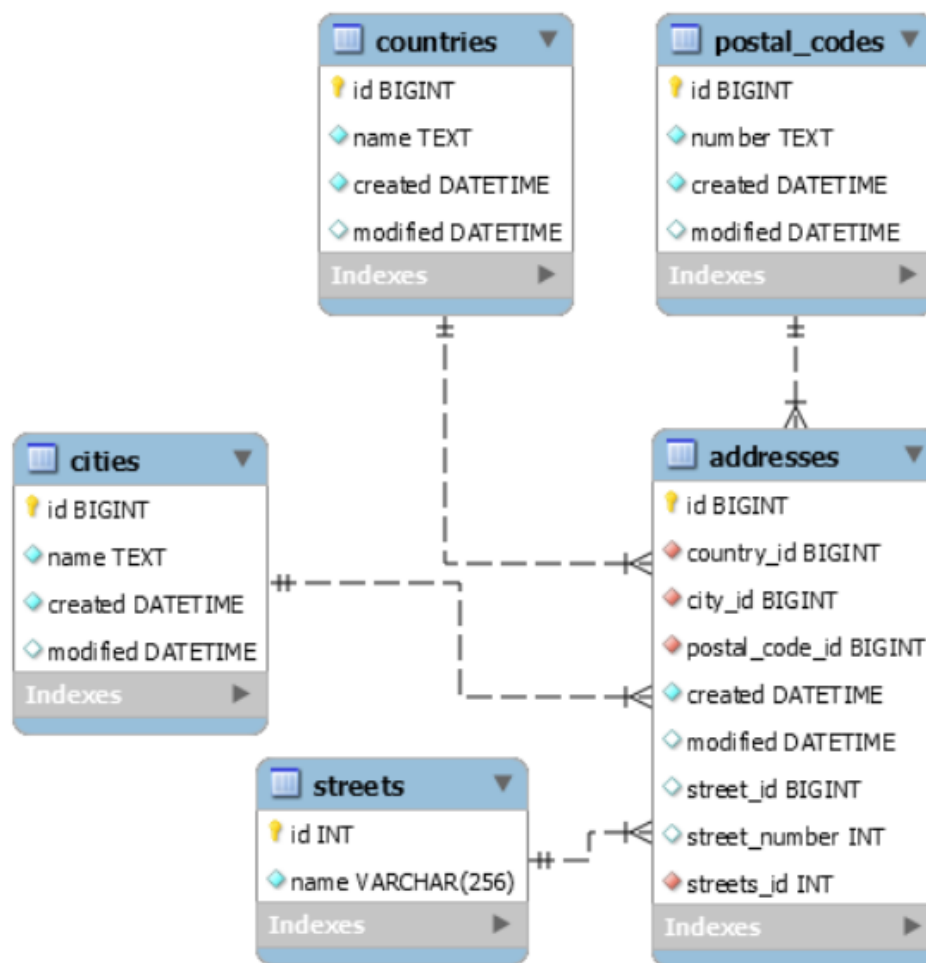 countries
id BIGINT
name TEXT
created DATETIME
modified DATETIME
Indexes
postal_codes
id BIGINT
number TEXT
created DATETIME
modified DATETIME
Indexes
cities
id BIGINT
name TEXT
created DATETIME
modified DATETIME
Indexes
addresses
id BIGINT
country_id BIGINT
city_id BIGINT
postal_code_id BIGINT
created DATETIME
modified DATETIME
street_id BIGINT
street_number INT
streets_id INT
Indexes
streets
id INT
name VARCHAR(256)
Indexes